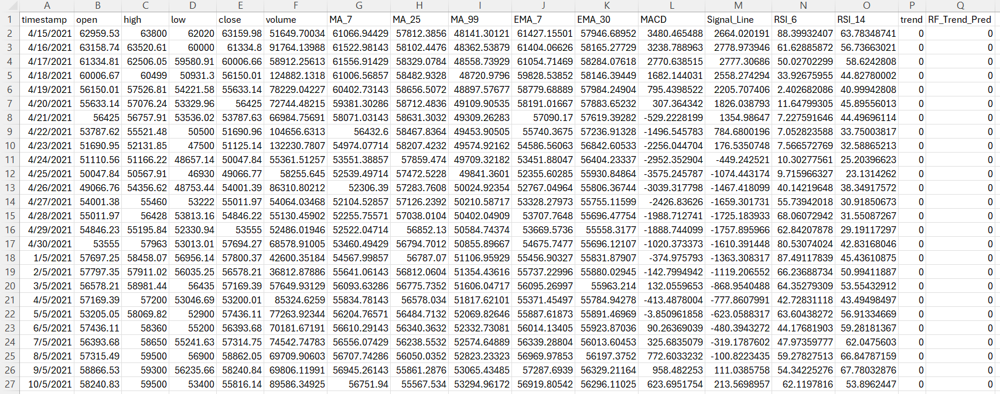 A B C D E F G H I J K L M N O P Q
1 timestamp open high low close volume MA_7 MA_25 MA_99 EMA_7 EMA_30 MACD Signal_Line RSI_6 RSI_14 trend RF_Trend_Pred
2 4/15/2021 62959.53 63800 62020 63159.98 51649.70034 61066.94429 57812.3856 48141.30121 61427.15501 57946.68952 3480.465488 2664.020191 88.39932407 63.78348741 0 0
3 4/16/2021 63158.74 63520.61 60000 61334.8 91764.13988 61522.98143 58102.4476 48362.53879 61404.06626 58165.27729 3238.788963 2778.973946 61.62885872 56.73663021 0 0
4 4/17/2021 61334.81 62506.05 59580.91 60006.66 58912.25613 61556.91429 58329.0784 48558.73929 61054.71469 58284.07618 2770.638515 2777.30686 50.02702299 58.6242808 0 0
5 4/18/2021 60006.67 60499 50931.3 56150.01 124882.1318 61006.56857 58482.9328 48720.9796 59828.53852 58146.39449 1682.144031 2558.274294 33.92675955 44.82780002 0 0
6 4/19/2021 56150.01 57526.81 54221.58 55633.14 78229.04227 60402.73143 58656.5072 48897.57677 58779.68889 57984.24904 795.4398522 2205.707406 2.402682086 40.99942808 0 0
7 4/20/2021 55633.14 57076.24 53329.96 56425 72744.48215 59381.30286 58712.4836 49109.90535 58191.01667 57883.65232 307.364342 1826.038793 11.64799305 45.89556013 0 0
8 4/21/2021 56425 56757.91 53536.02 53787.63 66984.75691 58071.03143 58631.3032 49309.26283 57090.17 57619.39282 -529.2228199 1354.98647 7.227591646 44.49696114 0 0
9 4/22/2021 53787.62 55521.48 50500 51690.96 104656.6313 56432.6 58467.8364 49453.90505 55740.3675 57236.91328 -1496.545783 784.6800196 7.052823588 33.75003817 0 0
10 4/23/2021 51690.95 52131.85 47500 51125.14 132230.7807 54974.07714 58207.4232 49574.92162 54586.56063 56842.60533 -2256.044704 176.5350748 7.566572769 32.58865213 0 0
11 4/24/2021 51110.56 51166.22 48657.14 50047.84 55361.51257 53551.38857 57859.474 49709.32182 53451.88047 56404.23337 -2952.352904 -449.242521 10.30277561 25.20396623 0 0
12 4/25/2021 50047.84 50567.91 46930 49066.77 58255.645 52539.49714 57472.5228 49841.3601 52355.60285 55930.84864 -3575.245787 -1074.443174 9.715966327 23.1314262 0 0
13 4/26/2021 49066.76 54356.62 48753.44 54001.39 86310.80212 52306.39 57283.7608 50024.92354 52767.04964 55806.36744 -3039.317798 -1467.418099 40.14219648 38.34917572 0 0
14 4/27/2021 54001.38 55460 53222 55011.97 54064.03468 52104.52857 57126.2392 50210.58717 53328.27973 55755.11599 -2426.83626 -1659.301731 55.73942018 30.91850673 0 0
15 4/28/2021 55011.97 56428 53813.16 54846.22 55130.45902 52255.75571 57038.0104 50402.04909 53707.7648 55696.47754 -1988.712741 -1725.183933 68.06072942 31.55087267 0 0
16 4/29/2021 54846.23 55195.84 52330.94 53555 52486.01946 52522.04714 56852.13 50584.74374 53669.5736 55558.3177 -1888.744099 -1757.895966 62.84207878 29.19117297 0 0
17 4/30/2021 53555 57963 53013.01 57694.27 68578.91005 53460.49429 56794.7012 50855.89667 54675.7477 55696.12107 -1020.373373 -1610.391448 80.53074024 42.83168046 0 0
18 1/5/2021 57697.25 58458.07 56956.14 57800.37 42600.35184 54567.99857 56787.07 51106.95929 55456.90327 55831.87907 -374.975793 -1363.308317 87.49117839 45.43610875 0 0
19 2/5/2021 57797.35 57911.02 56035.25 56578.21 36812.87886 55641.06143 56812.0604 51354.43616 55737.22996 55880.02945 -142.7994942 -1119.206552 66.23688734 50.99411887 0 0
20 3/5/2021 56578.21 58981.44 56435 57169.39 57649.93129 56093.63286 56775.7352 51606.04717 56095.26997 55963.214 132.0559653 -868.9540488 64.35279309 53.55432912 0 0
21 4/5/2021 57169.39 57200 53046.69 53200.01 85324.6259 55834.78143 56578.034 51817.62101 55371.45497 55784.94278 -413.4878004 -777.8607991 42.72831118 43.49498497 0 0
22 5/5/2021 53205.05 58069.82 52900 57436.11 77263.92344 56204.76571 56484.7132 52069.82646 55887.61873 55891.46969 -3.850961858 -623.0588317 63.60438272 56.91334669 0 0
23 6/5/2021 57436.11 58360 55200 56393.68 70181.67191 56610.29143 56340.3632 52332.73081 56014.13405 55923.87036 90.26369039 -480.3943272 44.17681903 59.28181367 0 0
24 7/5/2021 56393.68 58650 55241.63 57314.75 74542.74783 56556.07429 56238.5532 52574.64889 56339.28804 56013.60453 325.6835079 -319.1787602 47.97359777 62.0475603 0 0
25 8/5/2021 57315.49 59500 56900 58862.05 69709.90603 56707.74286 56050.0352 52823.23323 56969.97853 56197.3752 772.6033232 -100.8223435 59.27827513 66.84787159 0 0
26 9/5/2021 58866.53 59300 56235.66 58240.84 69806.11991 56945.26143 55861.2876 53065.43485 57287.6939 56329.21164 958.482253 111.0385758 54.34225276 67.78032876 0 0
27 10/5/2021 58240.83 59500 53400 55816.14 89586.34925 56751.94 55567.534 53294.96172 56919.80542 56296.11025 623.6951754 213.5698957 62.1197816 53.8962447 0 0